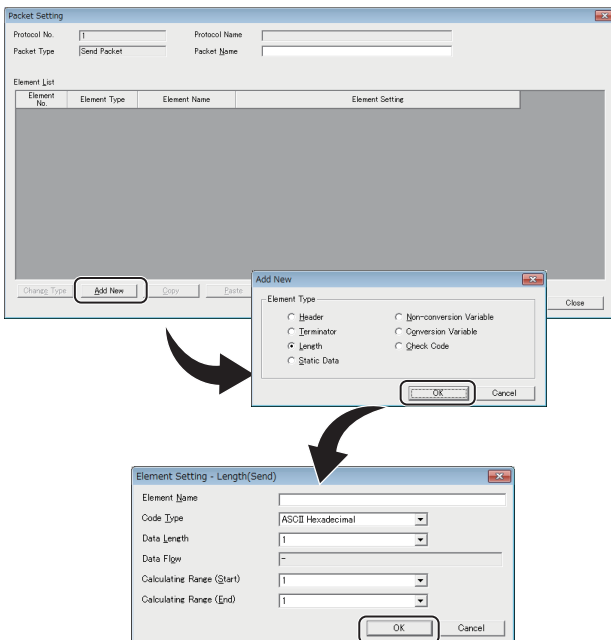 Packet Setting
Protocol No. 1 Protocol Name
Packet Type Send Packet Packet Name
Element List
Element No. Element Type Element Name Element Setting
Change Type Add New Copy Paste Close
Add New
Element Type
Header Non-conversion Variable
Terminator Conversion Variable
Length Check Code
Static Data
OK Cancel
Element Setting - Length(Send)
Element Name
Code Type ASCII Hexadecimal
Data Length 1
Data Flow -
Calculating Range (Start) 1
Calculating Range (End) 1
OK Cancel